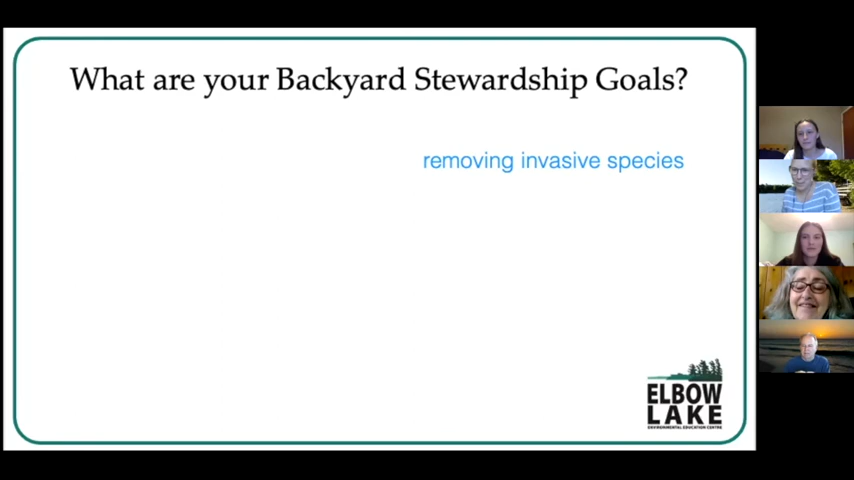 What are your Backyard Stewardship Goals?
removing invasive species
ELBOW
LAKE
ENVIRONMENTAL EDUCATION CENTRE